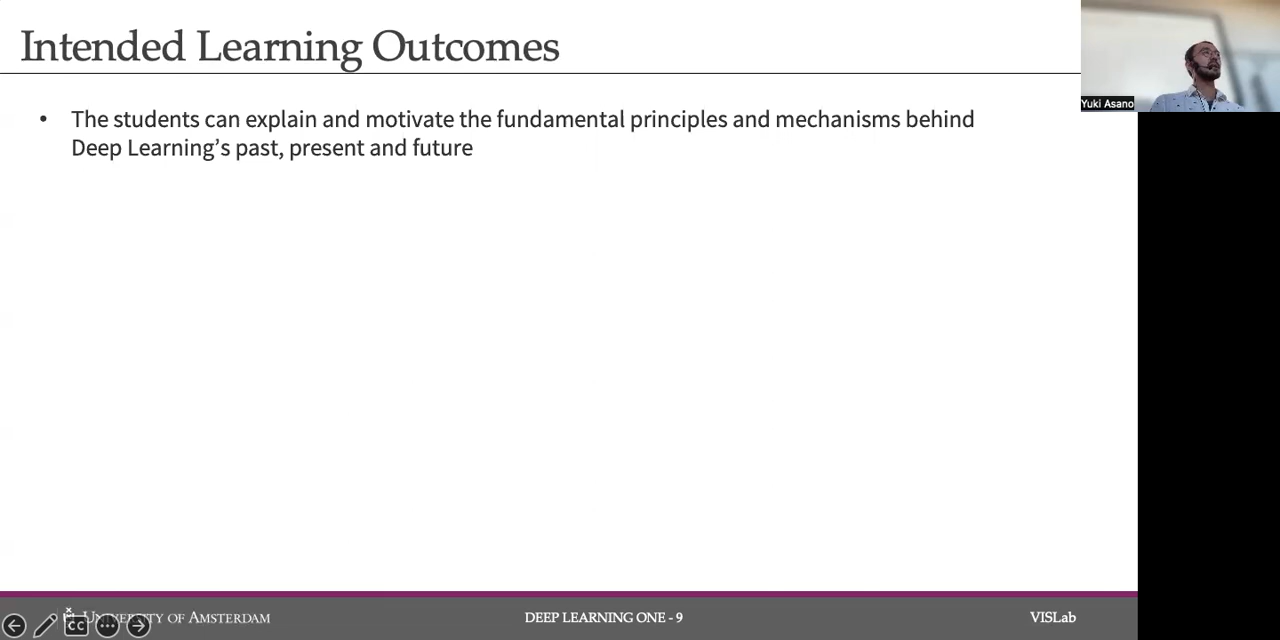 Intended Learning Outcomes
Yuki Asano
• The students can explain and motivate the fundamental principles and mechanisms behind
Deep Learning’s past, present and future
UNIVERSITY OF AMSTERDAM
CC
DEEP LEARNING ONE - 9
VISLab